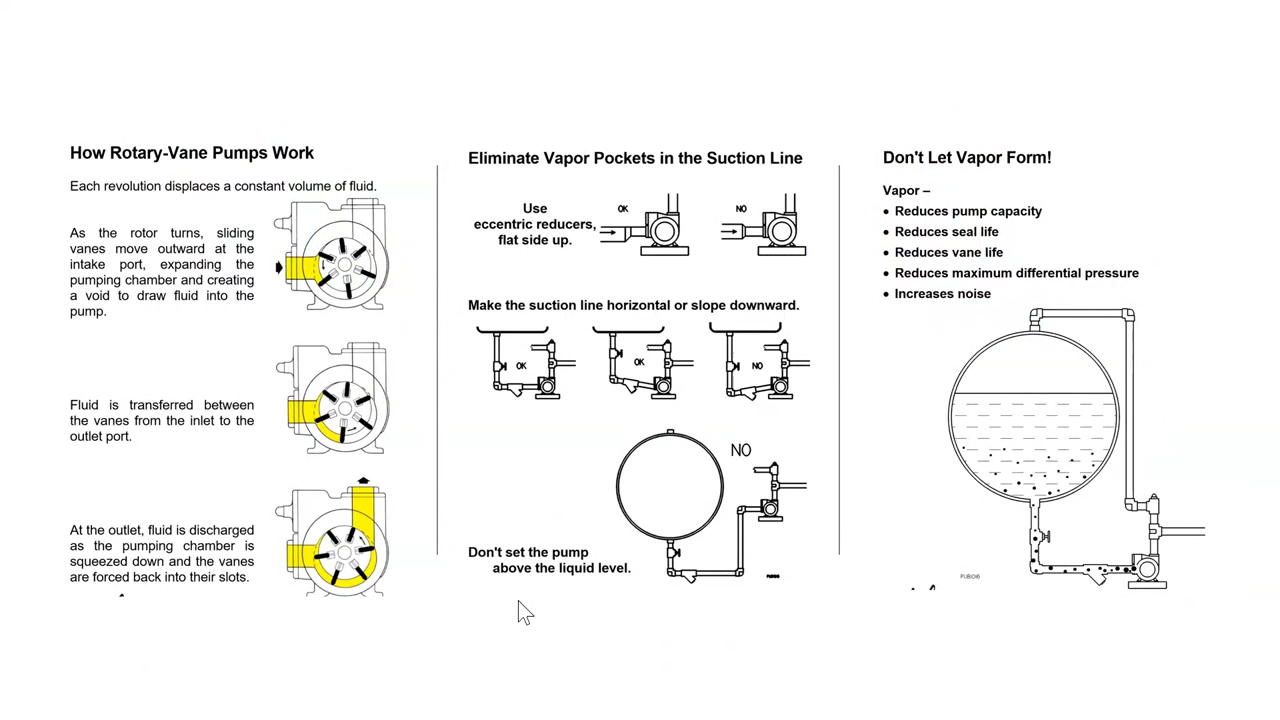 How Rotary-Vane Pumps Work
Each revolution displaces a constant volume of fluid.
As the rotor turns, sliding
vanes move outward at the
intake port, expanding the
pumping chamber and creating
a void to draw fluid into the
pump.
Fluid is transferred between
the vanes from the inlet to the
outlet port.
At the outlet, fluid is discharged
as the pumping chamber is
squeezed down and the vanes
are forced back into their slots.
Eliminate Vapor Pockets in the Suction Line
Use
eccentric reducers,
flat side up.
OK
NO
Make the suction line horizontal or slope downward.
OK
OK
NO
NO
Don't set the pump
above the liquid level.
Don't Let Vapor Form!
Vapor –
• Reduces pump capacity
• Reduces seal life
• Reduces vane life
• Reduces maximum differential pressure
• Increases noise